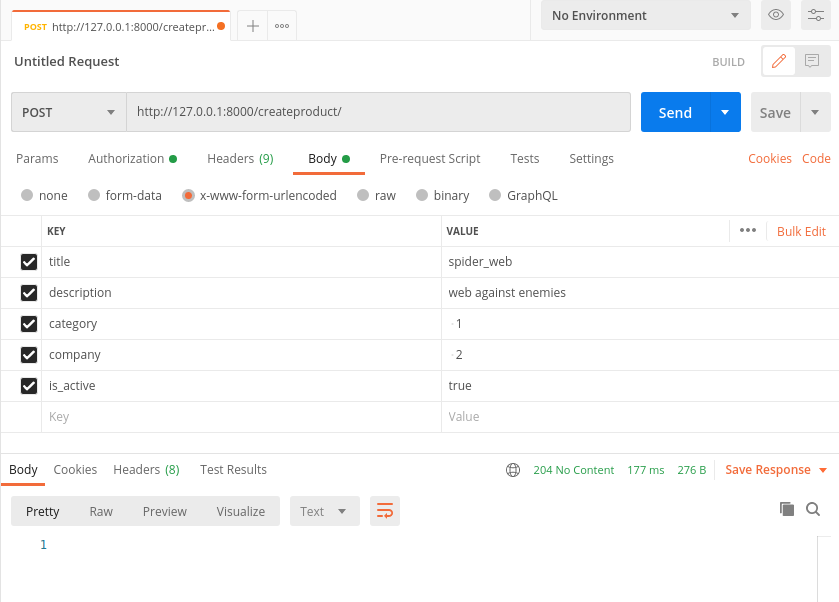 POST http://127.0.0.1:8000/createpr...
No Environment
Untitled Request
BUILD
POST
http://127.0.0.1:8000/createproduct/
Send
Save
Params Authorization Headers (9) Body Pre-request Script Tests Settings Cookies Code
none form-data x-www-form-urlencoded raw binary GraphQL
KEY VALUE Bulk Edit
title spider_web
description web against enemies
category 1
company 2
is_active true
Key Value
Body Cookies Headers (8) Test Results 204 No Content 177 ms 276 B Save Response
Pretty Raw Preview Visualize Text
1